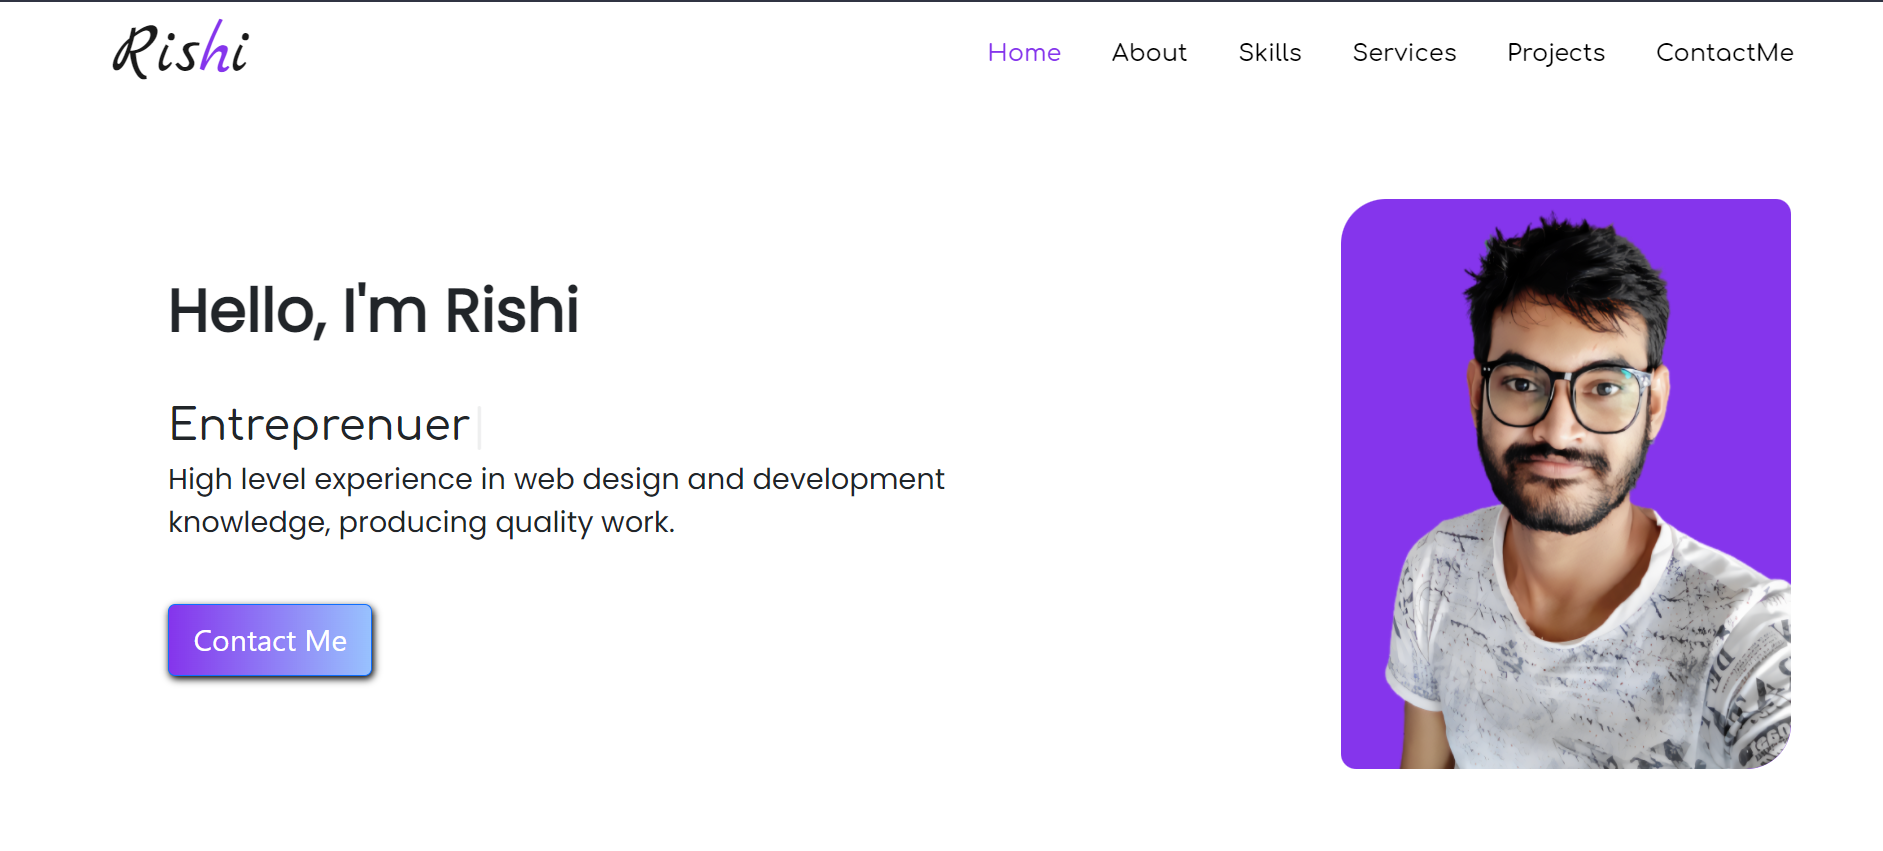 Rishi
Home About Skills Services Projects ContactMe
Hello, I'm Rishi
Entreprenuer
High level experience in web design and development
knowledge, producing quality work.
Contact Me